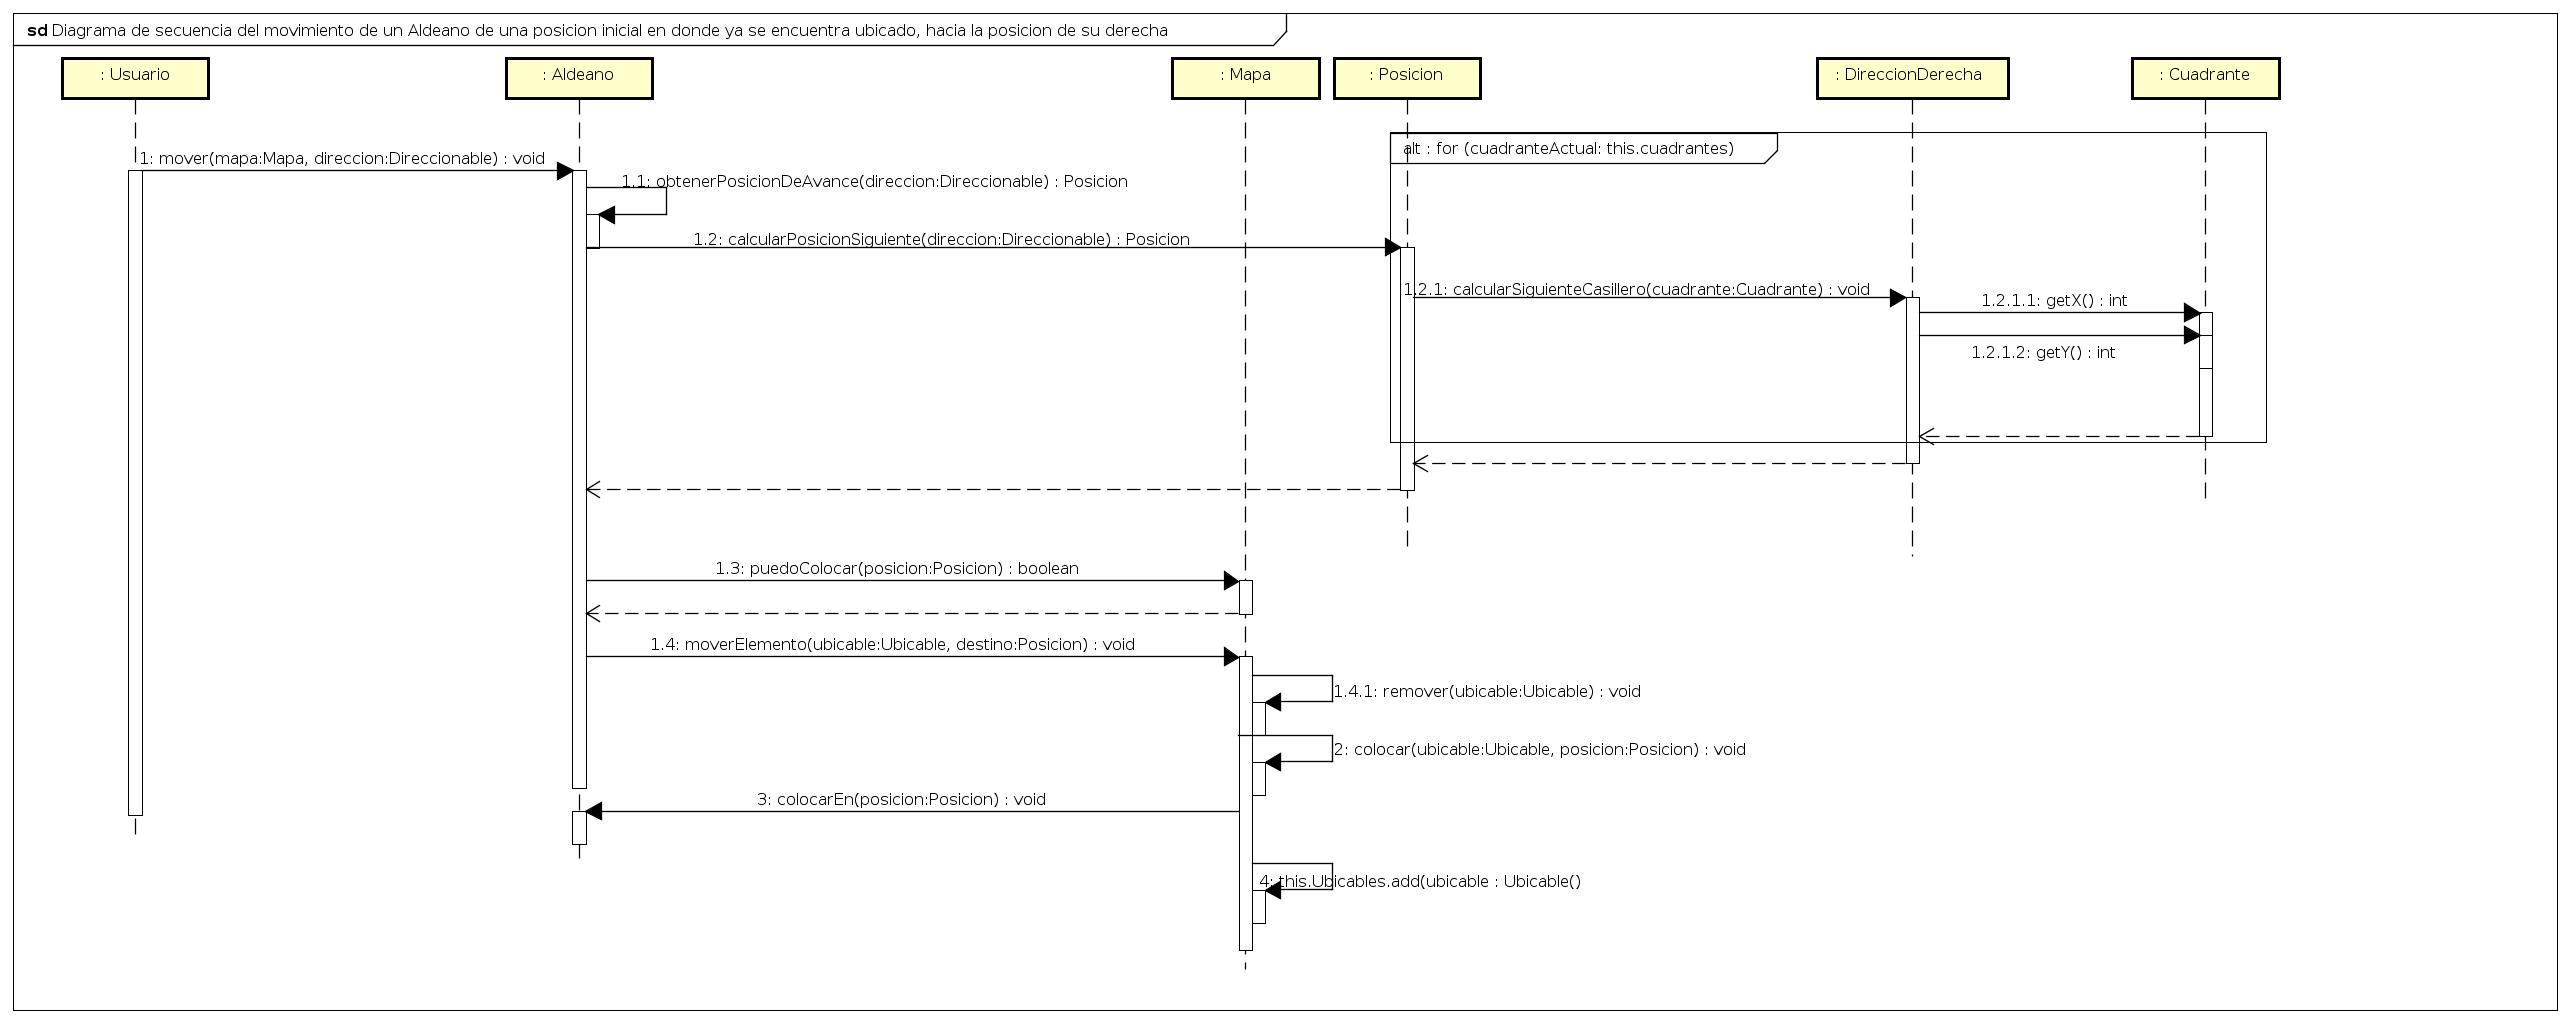 sd Diagrama de secuencia del movimiento de un Aldeano de una posicion inicial en donde ya se encuentra ubicado, hacia la posicion de su derecha
: Usuario
: Aldeano
: Mapa
: Posicion
: DireccionDerecha
: Cuadrante
alt : for (cuadranteActual: this.cuadrantes)
1: mover(mapa:Mapa, direccion:Direccionable) : void
1.1: obtenerPosicionDeAvance(direccion:Direccionable) : Posicion
1.2: calcularPosicionSiguiente(direccion:Direccionable) : Posicion
1.2.1: calcularSiguienteCasillero(cuadrante:Cuadrante) : void
1.2.1.1: getX() : int
1.2.1.2: getY() : int
1.3: puedoColocar(posicion:Posicion) : boolean
1.4: moverElemento(ubicable:Ubicable, destino:Posicion) : void
1.4.1: remover(ubicable:Ubicable) : void
2: colocar(ubicable:Ubicable, posicion:Posicion) : void
3: colocarEn(posicion:Posicion) : void
4: this.Ubicables.add(ubicable : Ubicable()